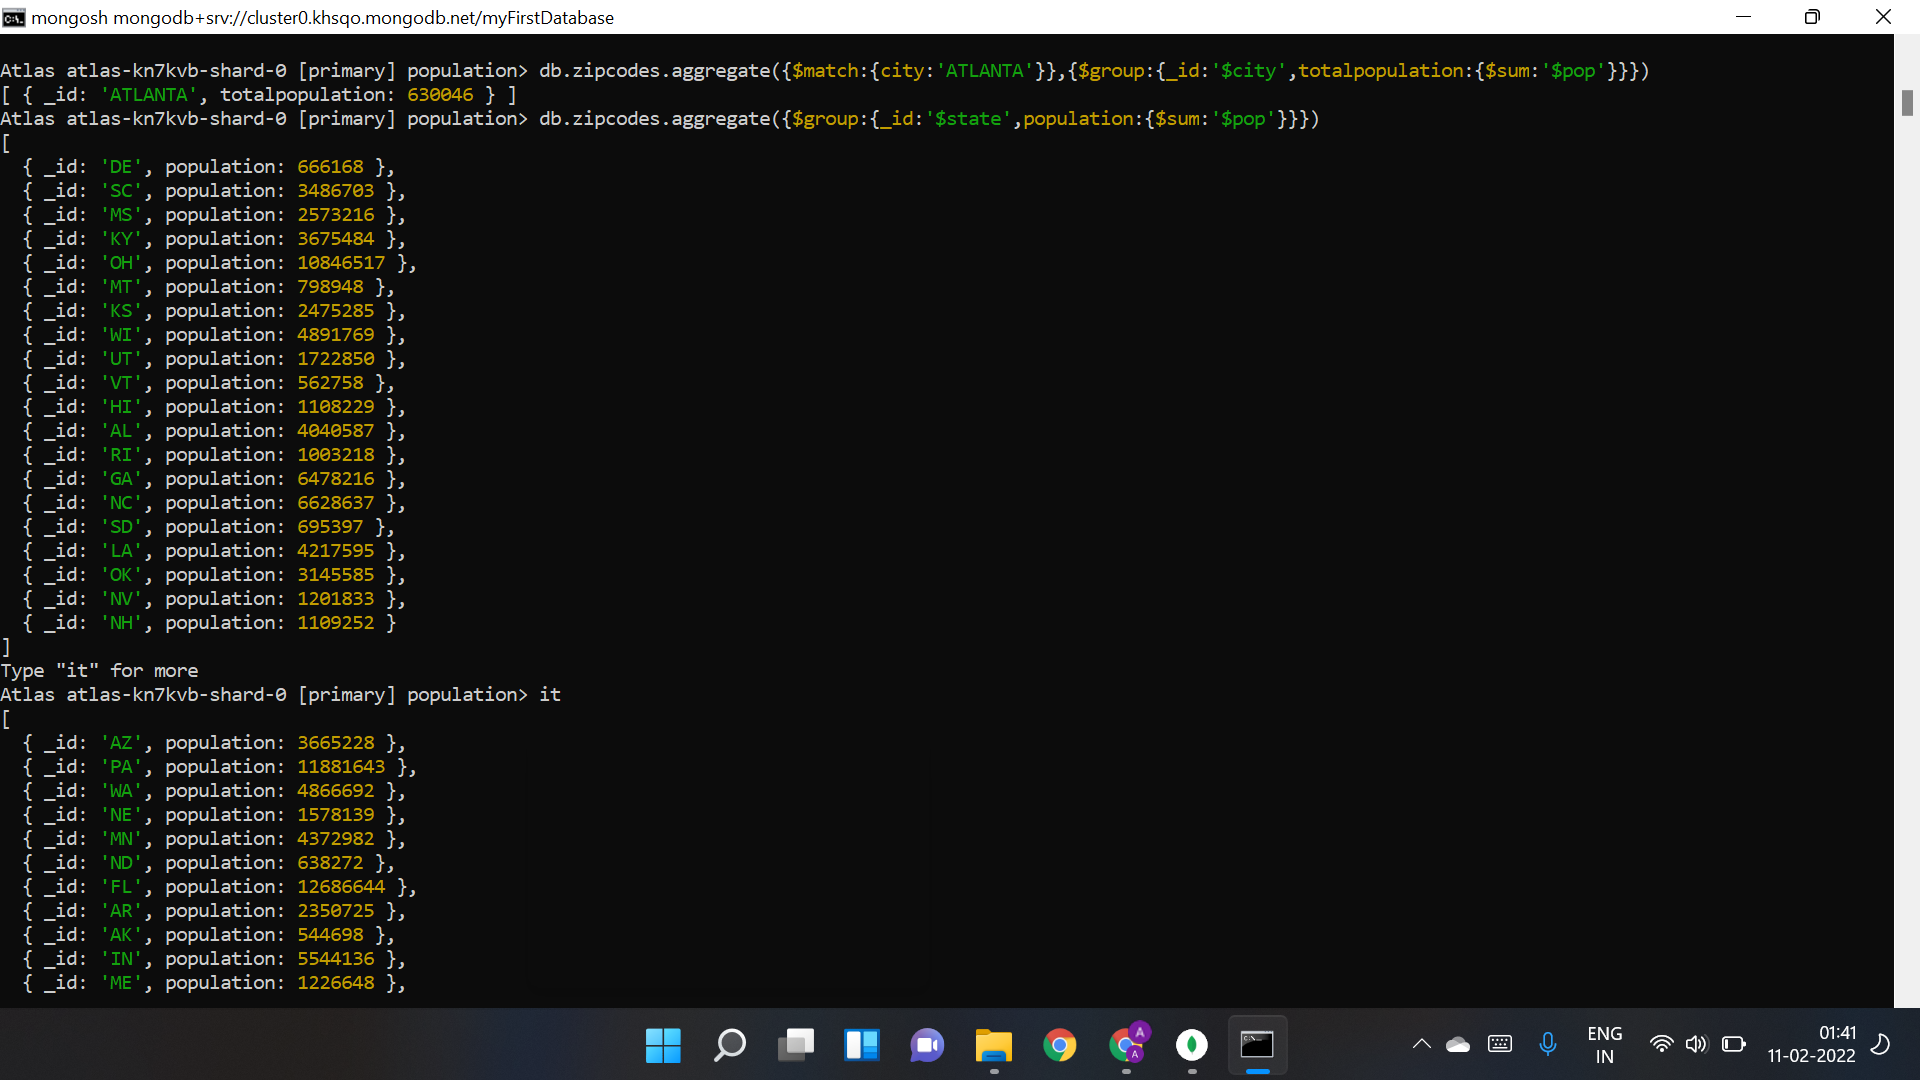 mongosh mongodb+srv://cluster0.khsqo.mongodb.net/myFirstDatabase
Atlas atlas-kn7kvb-shard-0 [primary] population> db.zipcodes.aggregate({$match:{city:'ATLANTA'}},{$group:{_id:'$city',totalpopulation:{$sum:'$pop'}}})
[ { _id: 'ATLANTA', totalpopulation: 630046 } ]
Atlas atlas-kn7kvb-shard-0 [primary] population> db.zipcodes.aggregate({$group:{_id:'$state',population:{$sum:'$pop'}}})
[
  { _id: 'DE', population: 666168 },
  { _id: 'SC', population: 3486703 },
  { _id: 'MS', population: 2573216 },
  { _id: 'KY', population: 3675484 },
  { _id: 'OH', population: 10846517 },
  { _id: 'MT', population: 798948 },
  { _id: 'KS', population: 2475285 },
  { _id: 'WI', population: 4891769 },
  { _id: 'UT', population: 1722850 },
  { _id: 'VT', population: 562758 },
  { _id: 'HI', population: 1108229 },
  { _id: 'AL', population: 4040587 },
  { _id: 'RI', population: 1003218 },
  { _id: 'GA', population: 6478216 },
  { _id: 'NC', population: 6628637 },
  { _id: 'SD', population: 695397 },
  { _id: 'LA', population: 4217595 },
  { _id: 'OK', population: 3145585 },
  { _id: 'NV', population: 1201833 },
  { _id: 'NH', population: 1109252 }
]
Type "it" for more
Atlas atlas-kn7kvb-shard-0 [primary] population> it
[
  { _id: 'AZ', population: 3665228 },
  { _id: 'PA', population: 11881643 },
  { _id: 'WA', population: 4866692 },
  { _id: 'NE', population: 1578139 },
  { _id: 'MN', population: 4372982 },
  { _id: 'ND', population: 638272 },
  { _id: 'FL', population: 12686644 },
  { _id: 'AR', population: 2350725 },
  { _id: 'AK', population: 544698 },
  { _id: 'IN', population: 5544136 },
  { _id: 'ME', population: 1226648 },
A
A
ENG
IN
01:41
11-02-2022